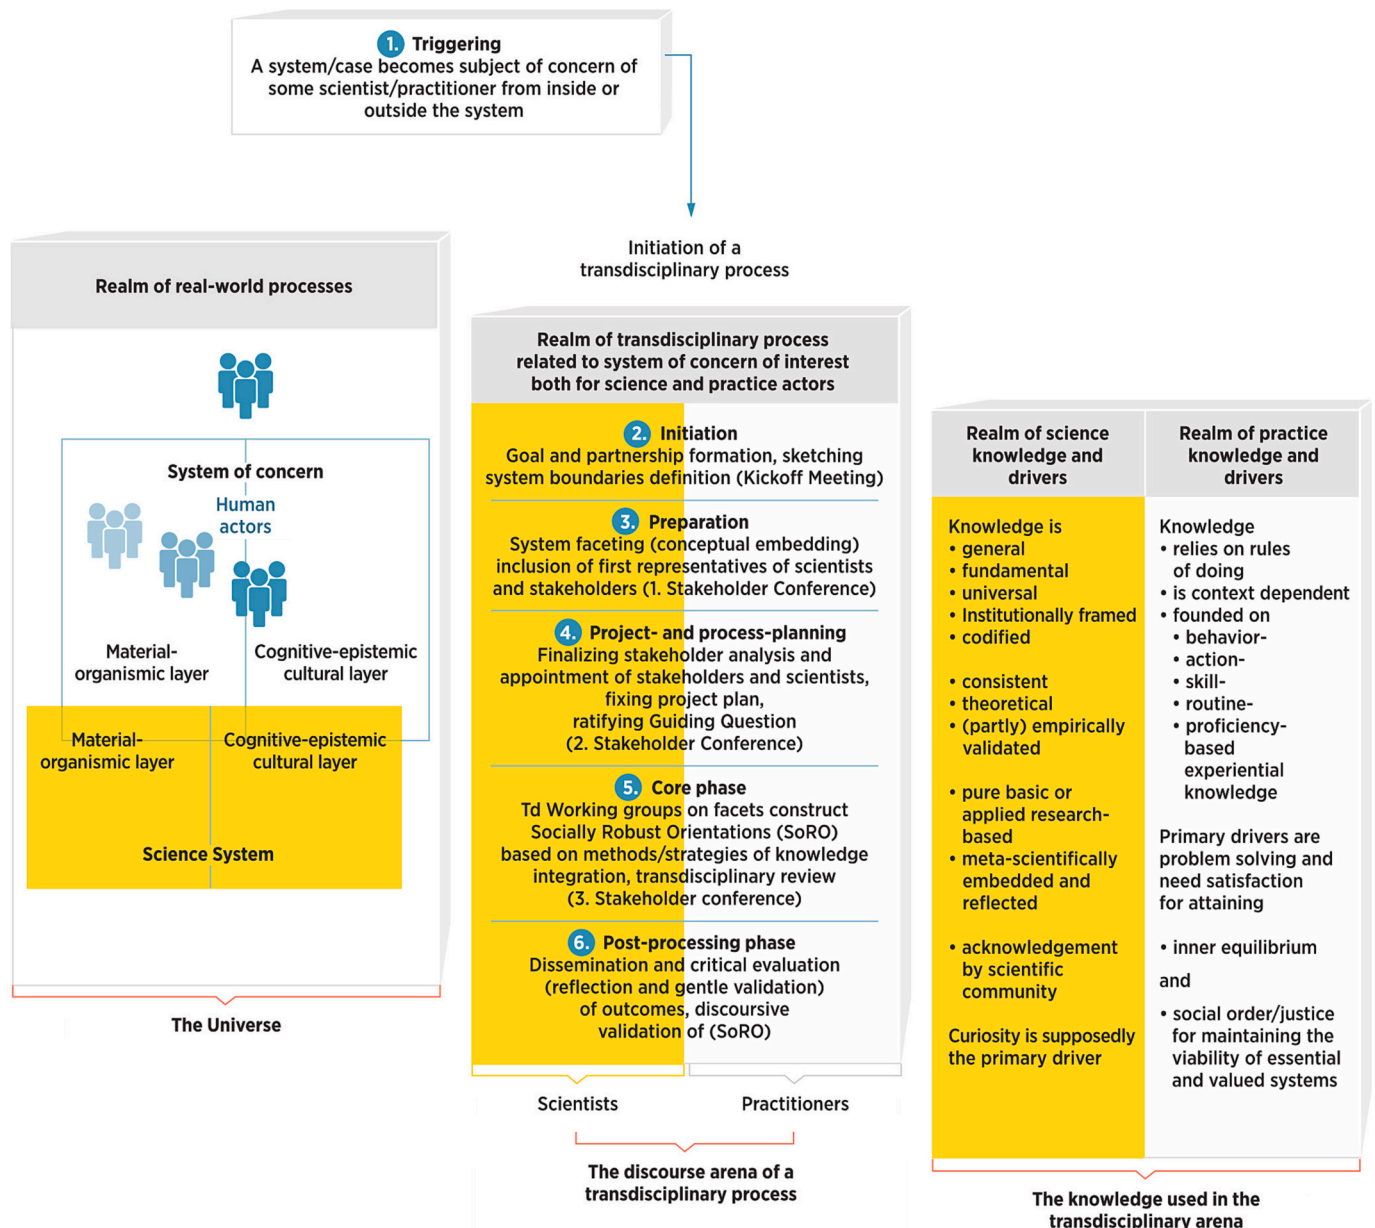 1. Triggering
A system/case becomes subject of concern of
some scientist/practitioner from inside or
outside the system
Initiation of a
transdisciplinary process
Realm of real-world processes
System of concern
Human
actors
Material-
organismic layer
Cognitive-epistemic
cultural layer
Material-
organismic layer
Cognitive-epistemic
cultural layer
Science System
The Universe
Realm of transdisciplinary process
related to system of concern of interest
both for science and practice actors
2. Initiation
Goal and partnership formation, sketching
system boundaries definition (Kickoff Meeting)
3. Preparation
System faceting (conceptual embedding)
inclusion of first representatives of scientists
and stakeholders (1. Stakeholder Conference)
4. Project- and process-planning
Finalizing stakeholder analysis and
appointment of stakeholders and scientists,
fixing project plan,
ratifying Guiding Question
(2. Stakeholder Conference)
5. Core phase
Td Working groups on facets construct
Socially Robust Orientations (SoRO)
based on methods/strategies of knowledge
integration, transdisciplinary review
(3. Stakeholder conference)
6. Post-processing phase
Dissemination and critical evaluation
(reflection and gentle validation)
of outcomes, discoursive
validation of (SoRO)
Scientists
Practitioners
The discourse arena of a
transdisciplinary process
Realm of science
knowledge and
drivers
Knowledge is
• general
• fundamental
• universal
• Institutionally framed
• codified
• consistent
• theoretical
• (partly) empirically
validated
• pure basic or
applied research-
based
• meta-scientifically
embedded and
reflected
• acknowledgement
by scientific
community
Curiosity is supposedly
the primary driver
Realm of practice
knowledge and
drivers
Knowledge
• relies on rules
of doing
• is context dependent
• founded on
• behavior-
• action-
• skill-
• routine-
• proficiency-
based
experiential
knowledge
Primary drivers are
problem solving and
need satisfaction
for attaining
• inner equilibrium
and
• social order/justice
for maintaining the
viability of essential
and valued systems
The knowledge used in the
transdisciplinary arena